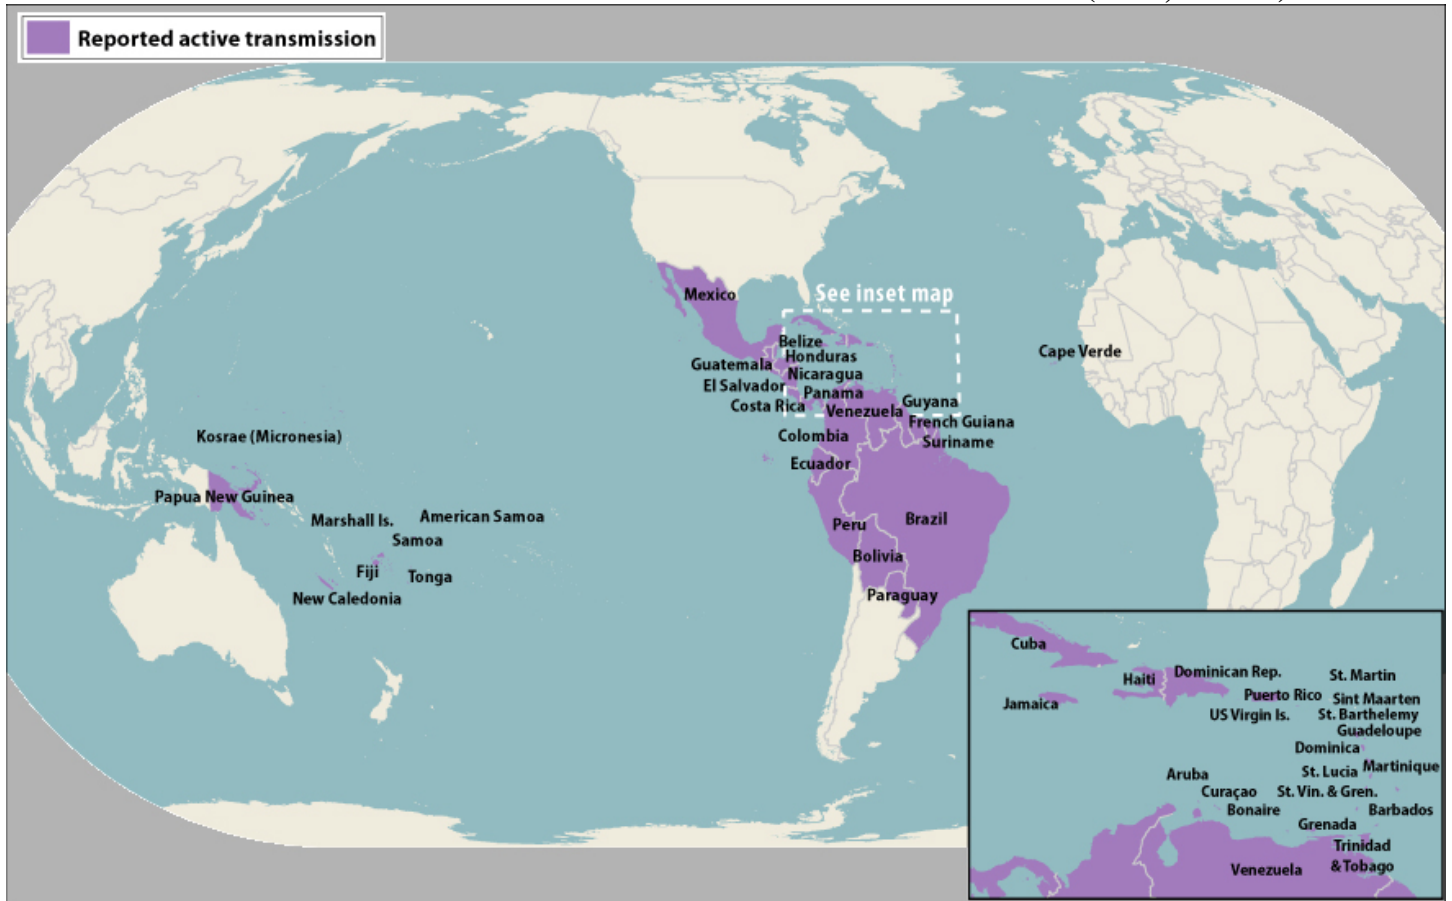 Reported active transmission
See inset map
Mexico
Belize
Honduras
Guatemala
Nicaragua
El Salvador
Panama
Costa Rica
Venezuela
Guyana
French Guiana
Suriname
Colombia
Ecuador
Peru
Brazil
Bolivia
Paraguay
Cape Verde
Kosrae (Micronesia)
Papua New Guinea
Marshall Is.
American Samoa
Samoa
Fiji
Tonga
New Caledonia
Cuba
Haiti
Dominican Rep.
St. Martin
Jamaica
Puerto Rico
Sint Maarten
US Virgin Is.
St. Barthelemy
Guadeloupe
Dominica
Martinique
Aruba
St. Lucia
Curaçao
St. Vin. & Gren.
Bonaire
Barbados
Grenada
Trinidad
& Tobago
Venezuela